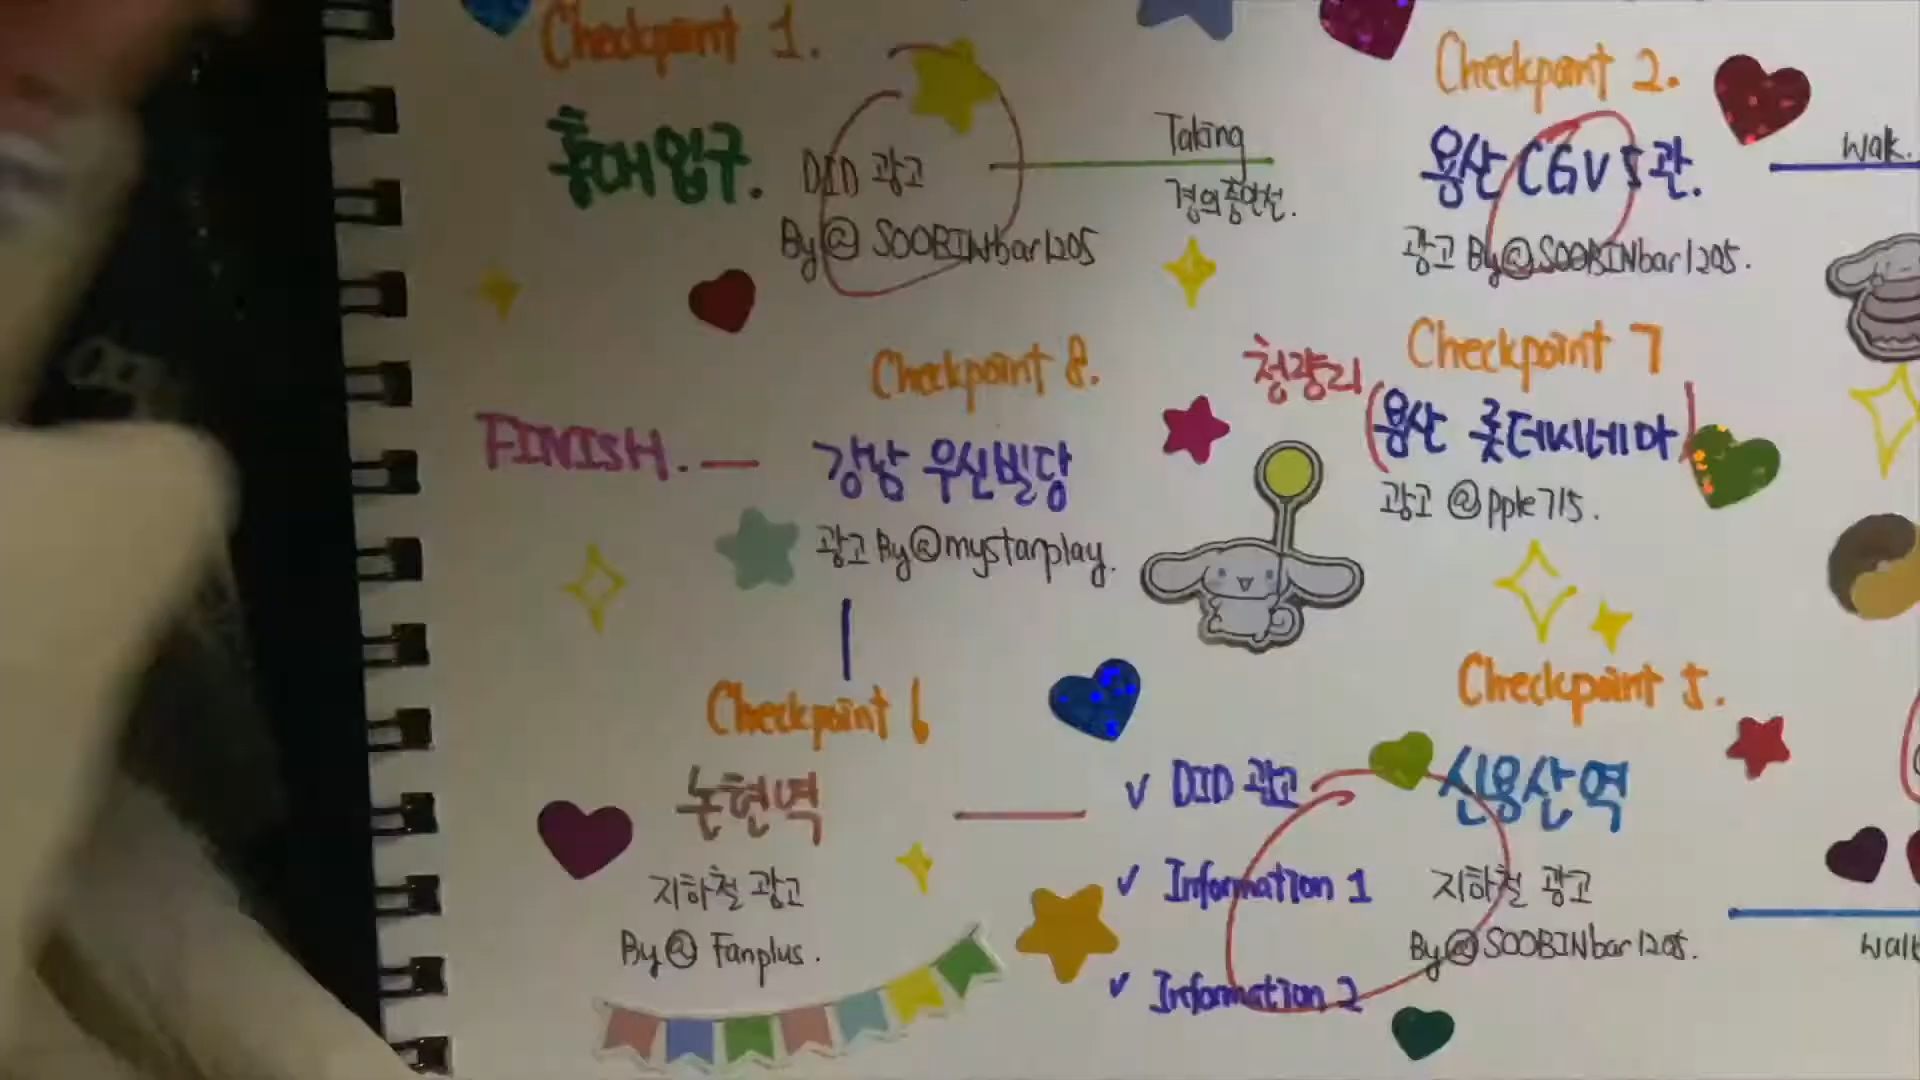 Checkpoint 1.
홍대입구.
DID 광고
By @ SOOBINbar1205
Taking
경의중앙선.
Checkpoint 2.
용산 CGV 5관.
광고 By @SOOBINbar1205.
Walk.
FINISH.
Checkpoint 8.
강남 우신빌딩
광고 By @mystarplay.
청량리
Checkpoint 7
(용산 롯데시네마)
광고 @pple715.
Checkpoint 6
논현역
지하철 광고
By @ Fanplus.
✓ DID 광고
✓ Information 1
✓ Information 2
Checkpoint 5.
신용산역
지하철 광고
By @SOOBINbar1205.